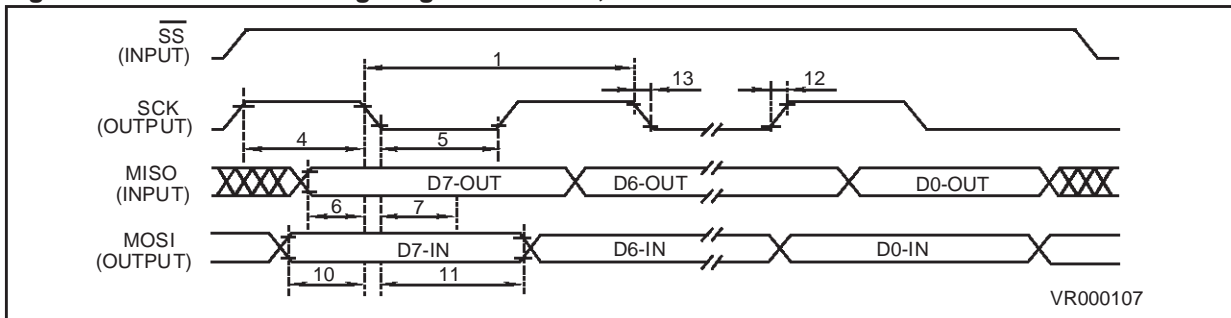 SS
(INPUT)
1
13
12
SCK
(OUTPUT)
4
5
MISO
(INPUT)
D7-OUT
D6-OUT
D0-OUT
6
7
MOSI
(OUTPUT)
D7-IN
D6-IN
D0-IN
10
11
VR000107